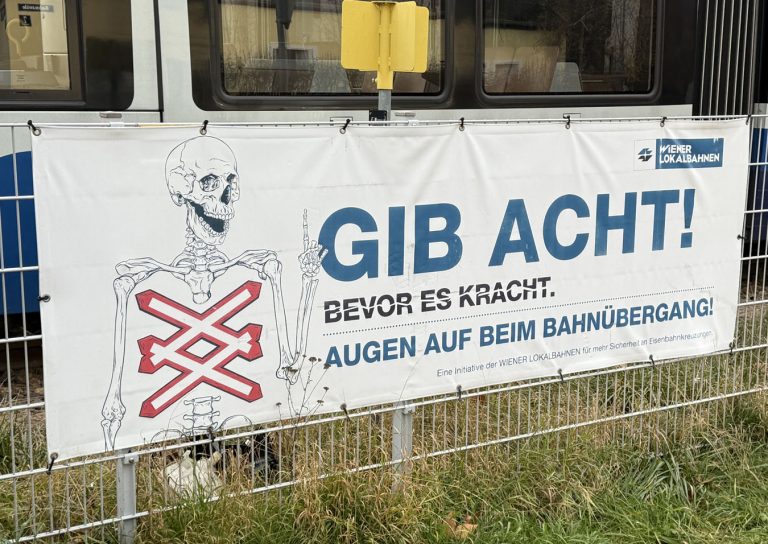 WIENER
LOKALBAHNEN
GIB ACHT!
BEVOR ES KRACHT.
AUGEN AUF BEIM BAHNÜBERGANG!
Eine Initiative der WIENER LOKALBAHNEN für mehr Sicherheit an Eisenbahnkreuzungen